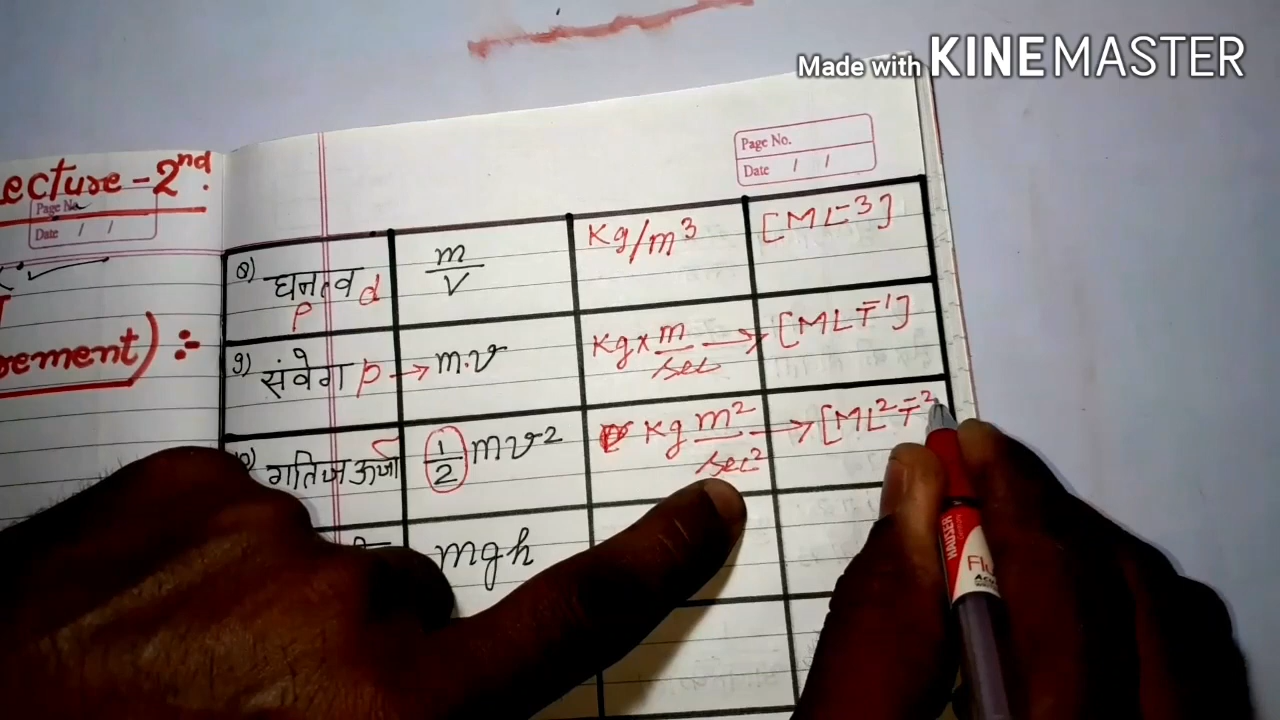 Made with KINEMASTER
Page No.
Date / /
ecture-2nd.
Page No.
Date / /
rement) :-
8) घनत्व d
ρ
m
V
Kg/m3
[ML-3]
9) संवेग p → m.v
Kg x m/sec → [MLT-1]
गतिज ऊर्जा
1/2 mv2
Kg m2/sec2 → [ML2T-2
mgh